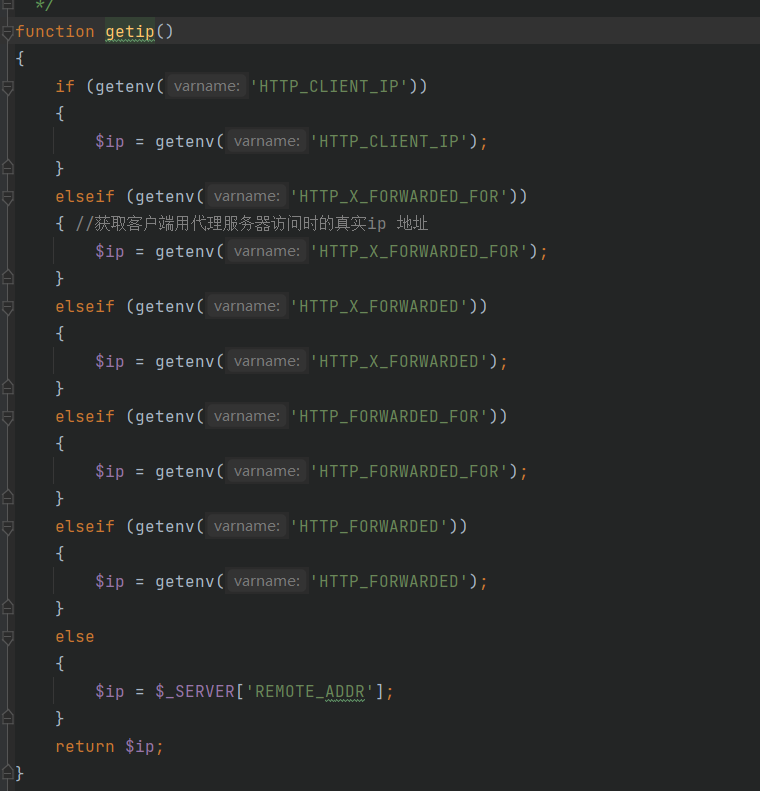 */
function getip()
{
if (getenv( varname: 'HTTP_CLIENT_IP'))
{
$ip = getenv( varname: 'HTTP_CLIENT_IP');
}
elseif (getenv( varname: 'HTTP_X_FORWARDED_FOR'))
{ //获取客户端用代理服务器访问时的真实ip 地址
$ip = getenv( varname: 'HTTP_X_FORWARDED_FOR');
}
elseif (getenv( varname: 'HTTP_X_FORWARDED'))
{
$ip = getenv( varname: 'HTTP_X_FORWARDED');
}
elseif (getenv( varname: 'HTTP_FORWARDED_FOR'))
{
$ip = getenv( varname: 'HTTP_FORWARDED_FOR');
}
elseif (getenv( varname: 'HTTP_FORWARDED'))
{
$ip = getenv( varname: 'HTTP_FORWARDED');
}
else
{
$ip = $_SERVER['REMOTE_ADDR'];
}
return $ip;
}